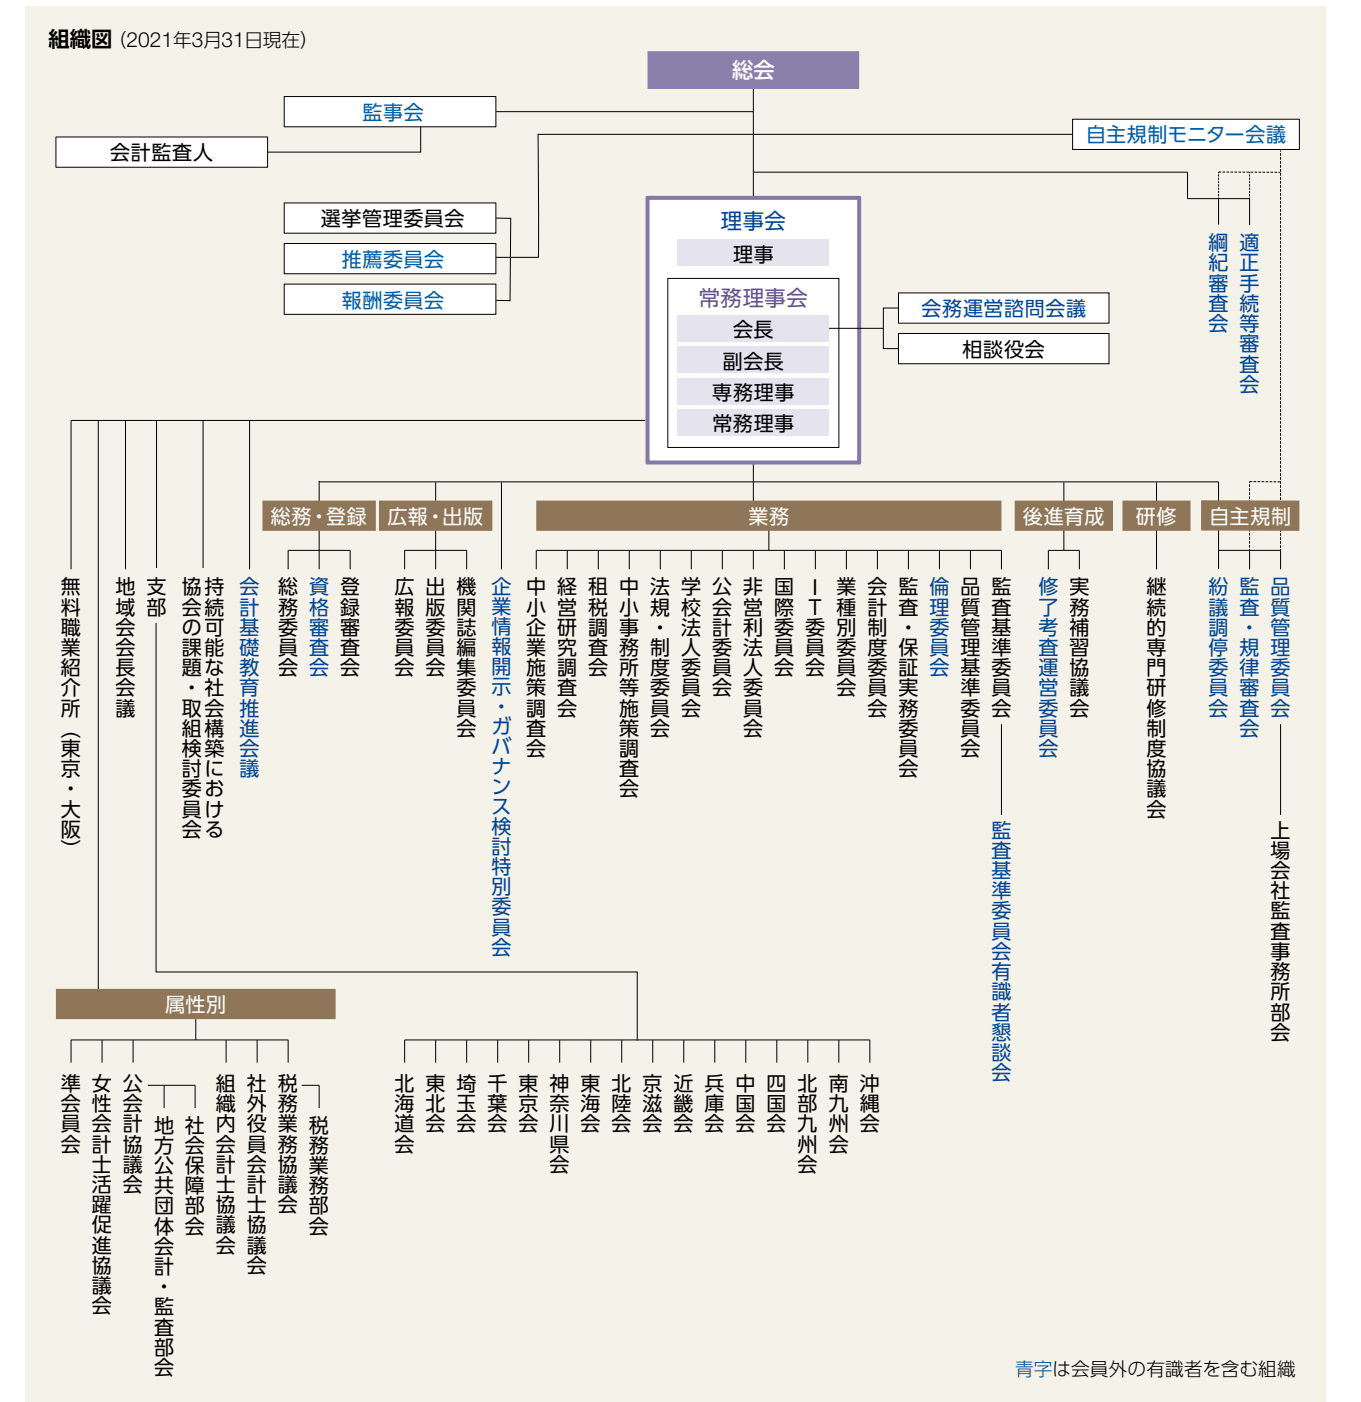 組織図（2021年3月31日現在）
総会
監事会
会計監査人
自主規制モニター会議
選挙管理委員会
推薦委員会
報酬委員会
理事会
理事
常務理事会
会長
副会長
専務理事
常務理事
会務運営諮問会議
相談役会
綱紀審査会
適正手続等審査会
総務・登録
広報・出版
業務
後進育成
研修
自主規制
無料職業紹介所（東京・大阪）
地域会会長会議
支部
持続可能な社会構築における
協会の課題・取組検討委員会
会計基礎教育推進会議
総務委員会
資格審査会
登録審査会
広報委員会
出版委員会
機関誌編集委員会
企業情報開示・ガバナンス検討特別委員会
中小企業施策調査会
経営研究調査会
租税調査会
中小事務所等施策調査会
法規・制度委員会
学校法人委員会
公会計委員会
非営利法人委員会
国際委員会
IT委員会
業種別委員会
会計制度委員会
監査・保証実務委員会
倫理委員会
品質管理基準委員会
監査基準委員会
監査基準委員会有識者懇談会
修了考査運営委員会
実務補習協議会
継続的専門研修制度協議会
紛議調停委員会
監査・規律審査会
品質管理委員会
上場会社監査事務所部会
属性別
準会員会
女性会計士活躍促進協議会
公会計協議会
地方公共団体会計・監査部会
社会保障部会
組織内会計士協議会
社外役員会計士協議会
税務業務協議会
税務業務部会
北海道会
東北会
埼玉会
千葉会
東京会
神奈川県会
東海会
北陸会
京滋会
近畿会
兵庫会
中国会
四国会
北部九州会
南九州会
沖縄会
青字は会員外の有識者を含む組織